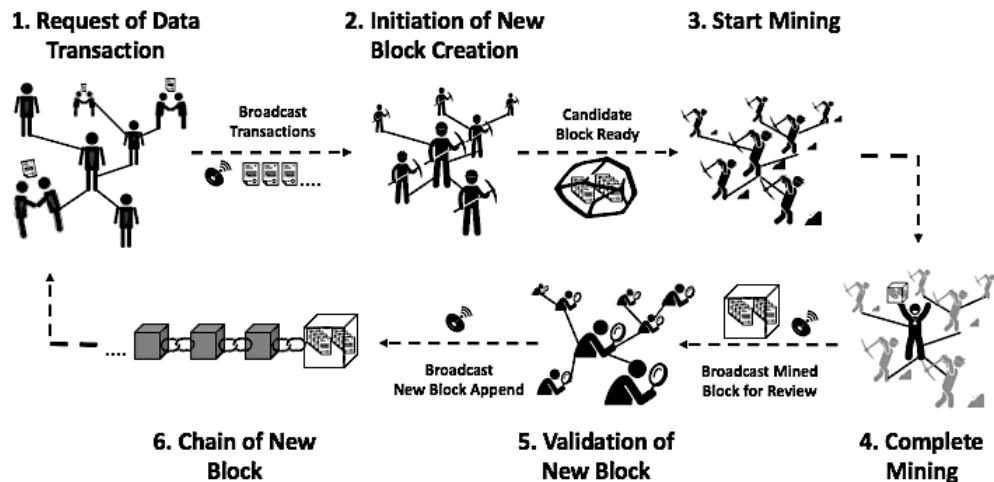 1. Request of Data
Transaction
2. Initiation of New
Block Creation
3. Start Mining
Broadcast
Transactions
....
Candidate
Block Ready
....
Broadcast
New Block Append
Broadcast Mined
Block for Review
6. Chain of New
Block
5. Validation of
New Block
4. Complete
Mining